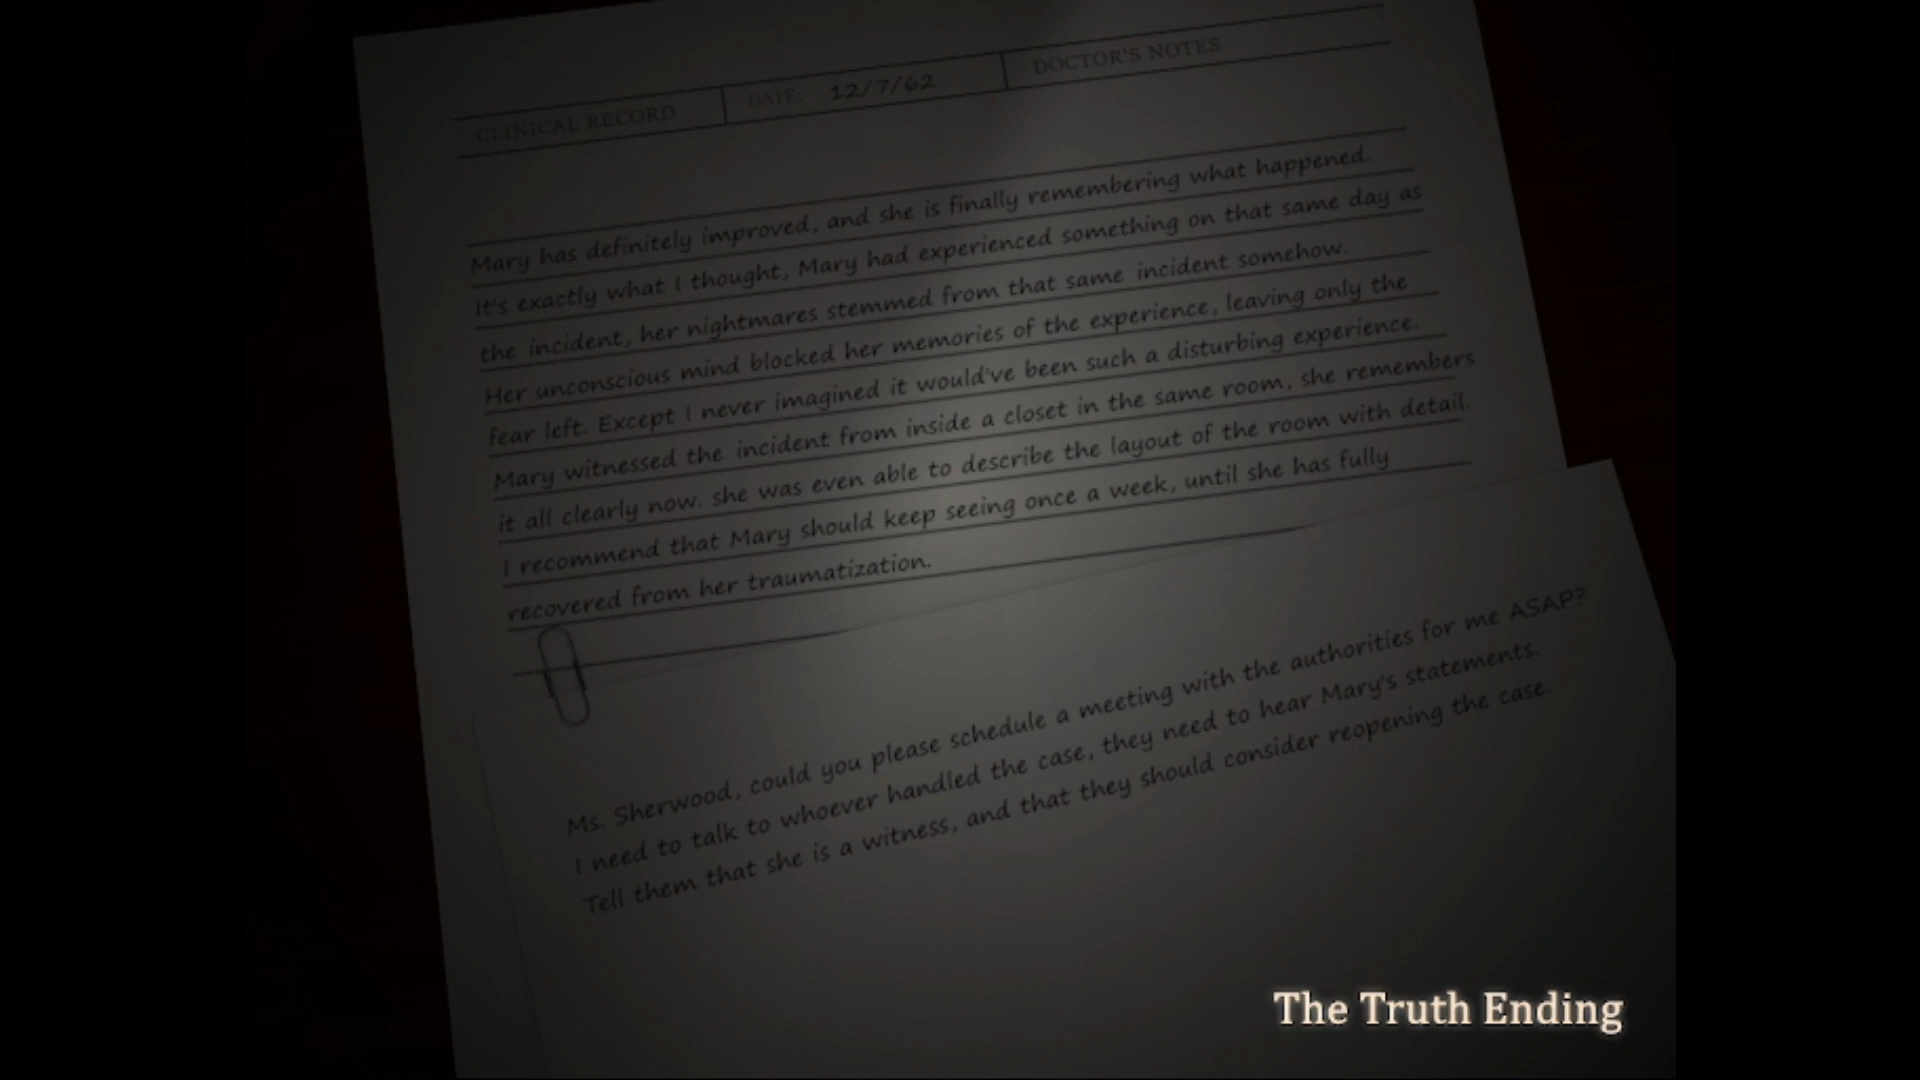 CLINICAL RECORD
DATE: 12/7/62
DOCTOR'S NOTES
Mary has definitely improved, and she is finally remembering what happened.
It's exactly what I thought, Mary had experienced something on that same day as
the incident, her nightmares stemmed from that same incident somehow.
Her unconscious mind blocked her memories of the experience, leaving only the
fear left. Except I never imagined it would've been such a disturbing experience.
Mary witnessed the incident from inside a closet in the same room, she remembers
it all clearly now. she was even able to describe the layout of the room with detail.
I recommend that Mary should keep seeing once a week, until she has fully
recovered from her traumatization.
Ms. Sherwood, could you please schedule a meeting with the authorities for me ASAP?
I need to talk to whoever handled the case, they need to hear Mary's statements.
Tell them that she is a witness, and that they should consider reopening the case.
The Truth Ending